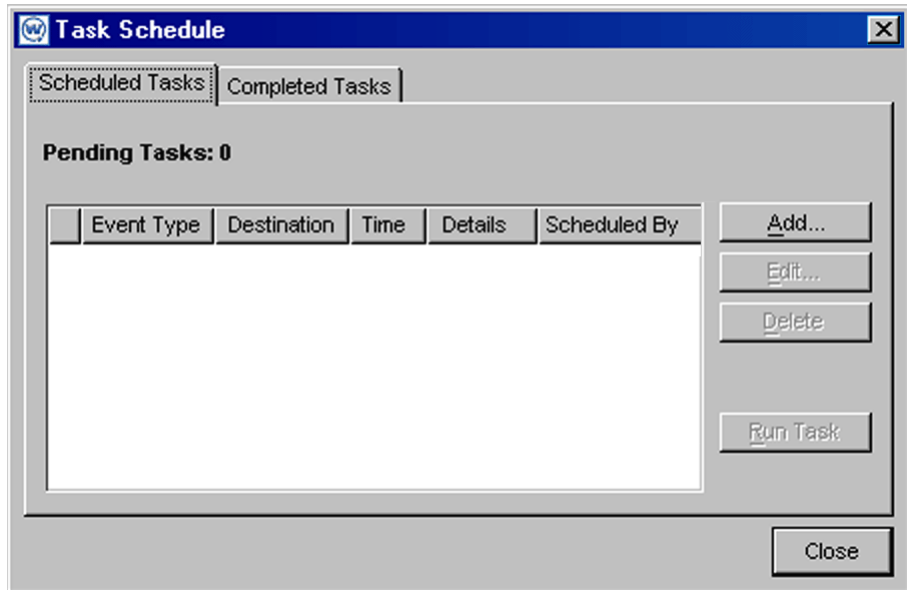 Task Schedule
Scheduled Tasks Completed Tasks
Pending Tasks: 0
Event Type Destination Time Details Scheduled By
Add...
Edit...
Delete
Run Task
Close